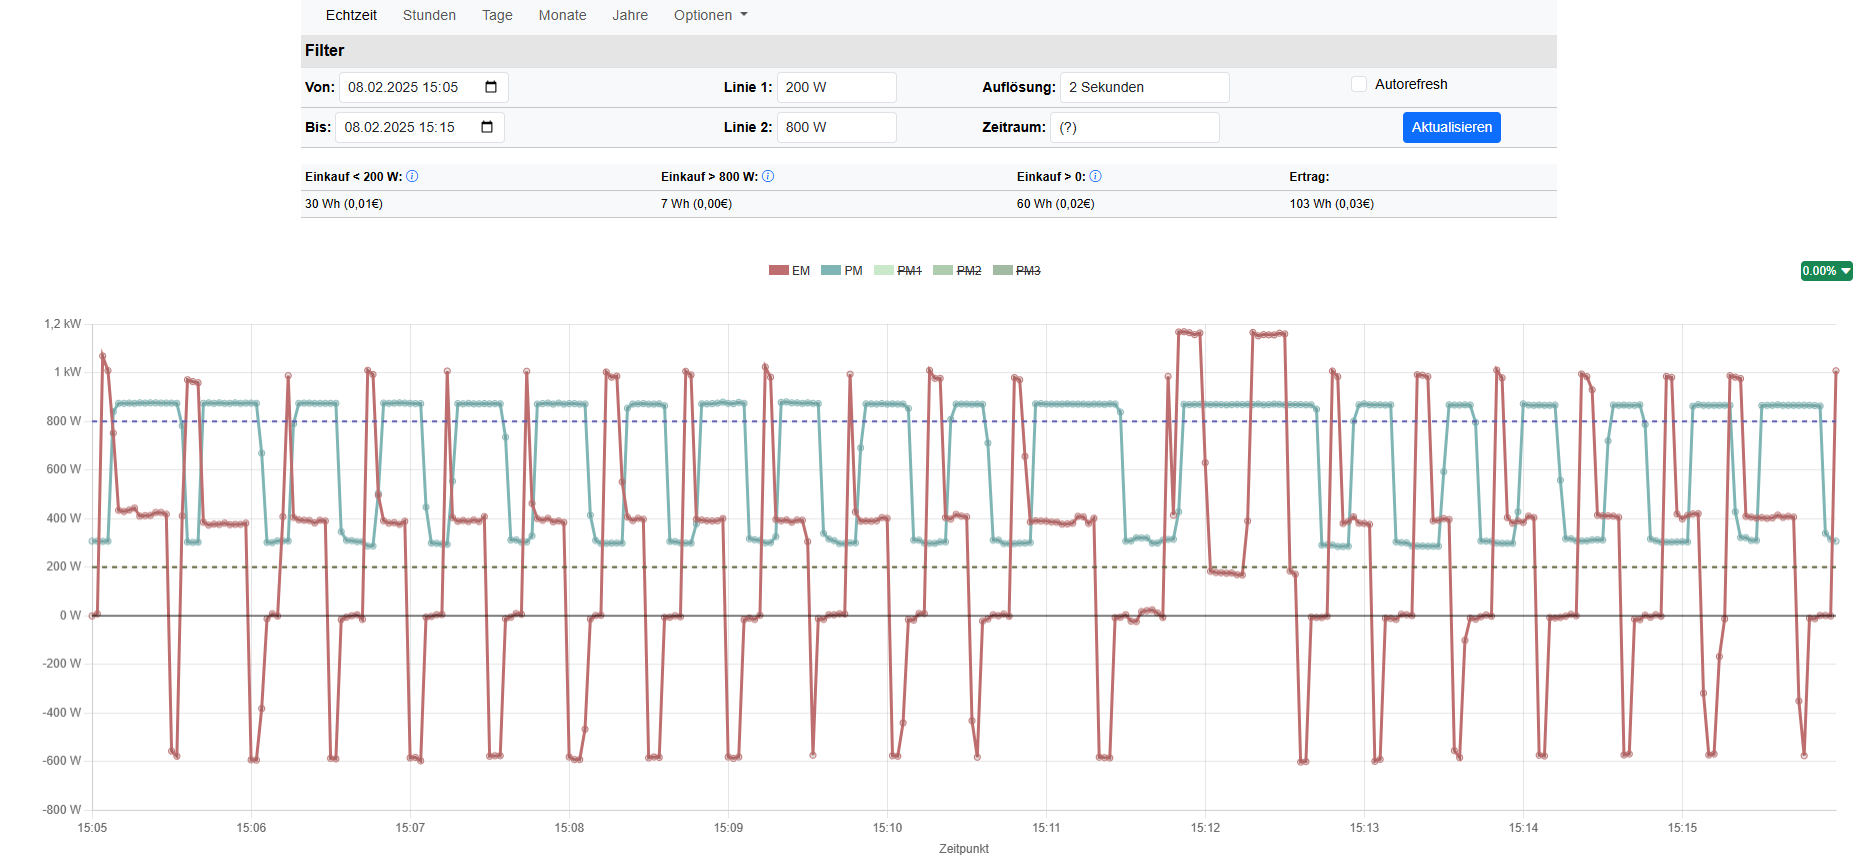 Echtzeit Stunden Tage Monate Jahre Optionen
Filter
Von: 08.02.2025 15:05 Linie 1: 200 W Auflösung: 2 Sekunden Autorefresh
Bis: 08.02.2025 15:15 Linie 2: 800 W Zeitraum: (?) Aktualisieren
Einkauf < 200 W: Einkauf > 800 W: Einkauf > 0: Ertrag:
30 Wh (0,01€) 7 Wh (0,00€) 60 Wh (0,02€) 103 Wh (0,03€)
EM PM PM1 PM2 PM3 0.00%
1,2 kW
1 kW
800 W
600 W
400 W
200 W
0 W
-200 W
-400 W
-600 W
-800 W
15:05 15:06 15:07 15:08 15:09 15:10 15:11 15:12 15:13 15:14 15:15
Zeitpunkt